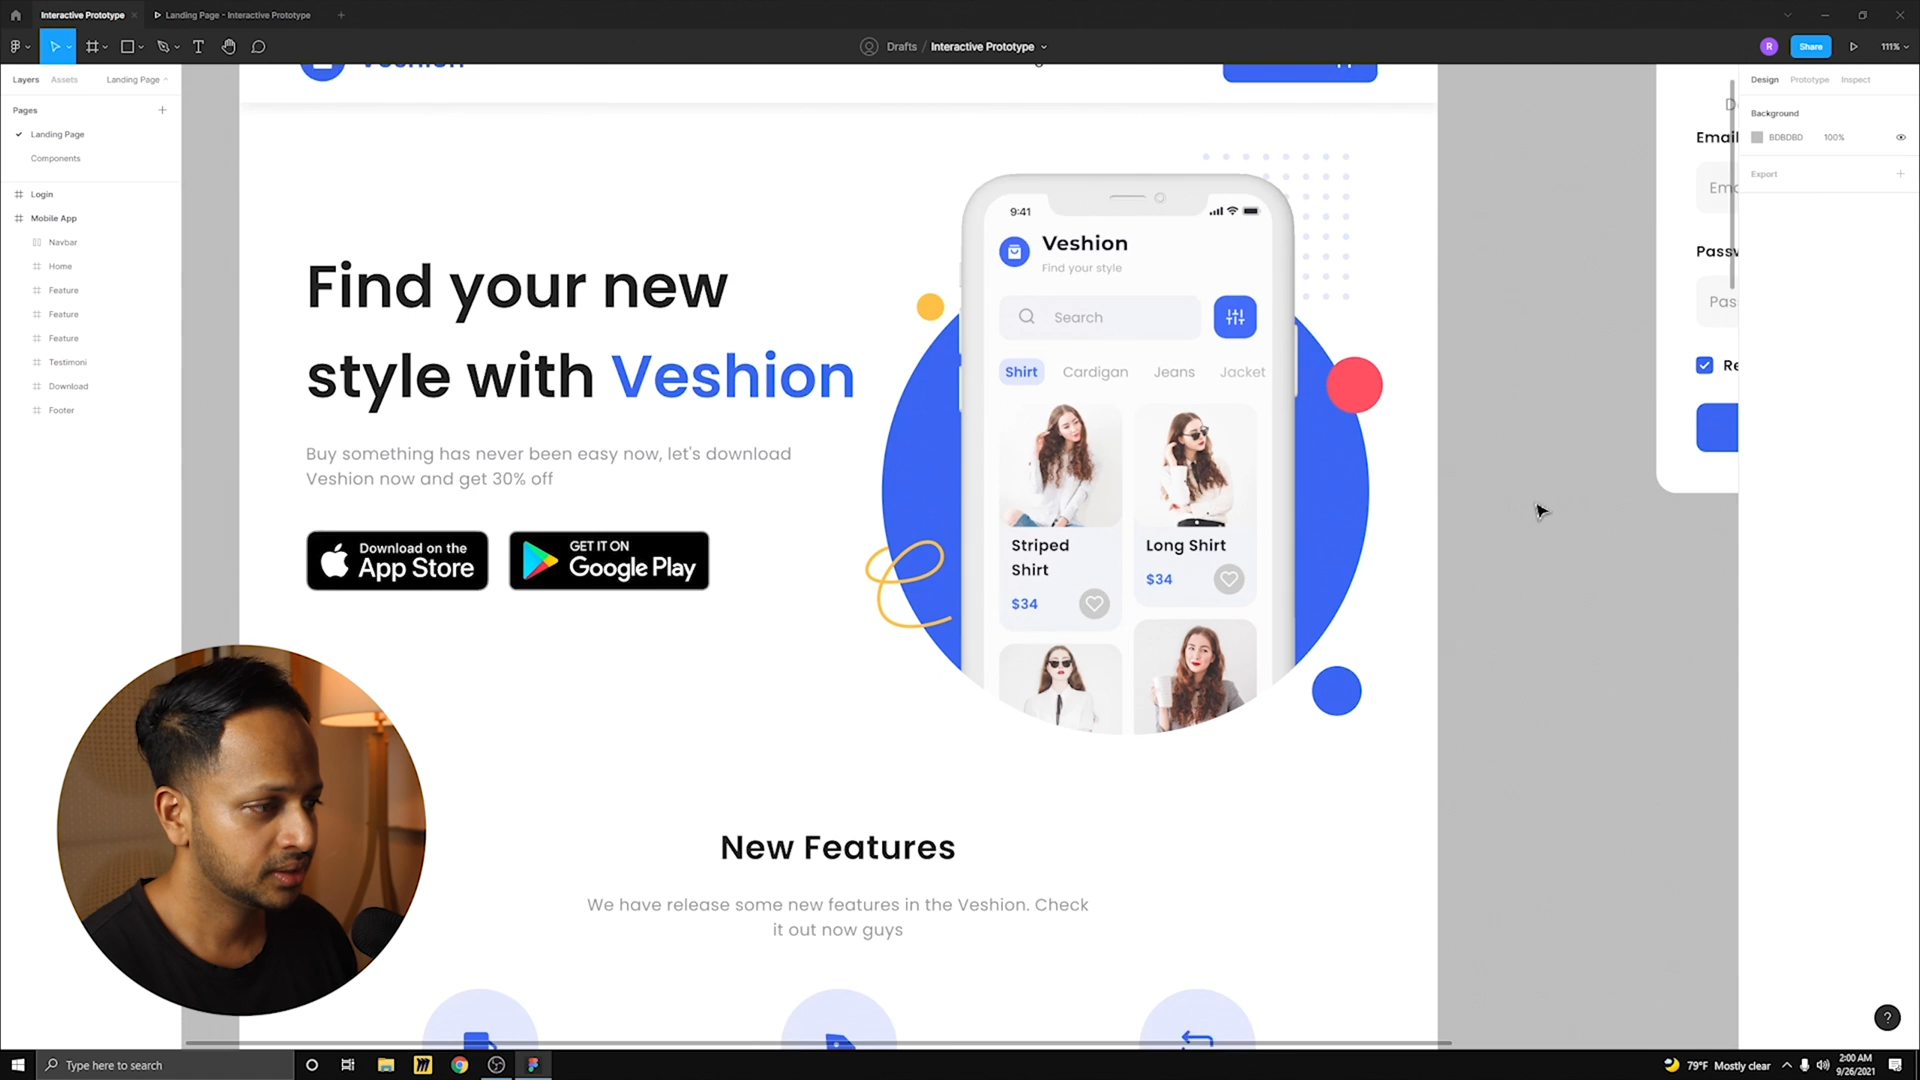 Interactive Prototype
Landing Page - Interactive Prototype
Drafts / Interactive Prototype
R
Share
111%
Layers
Assets
Landing Page
Pages
Landing Page
Components
Login
Mobile App
Navbar
Home
Feature
Feature
Feature
Testimoni
Download
Footer
Design
Prototype
Inspect
Background
BDBDBD
100%
Export
Veshion
Find your new
style with Veshion
Buy something has never been easy now, let's download
Veshion now and get 30% off
Download on the
App Store
GET IT ON
Google Play
9:41
Veshion
Find your style
Search
Shirt
Cardigan
Jeans
Jacket
Striped
Shirt
$34
Long Shirt
$34
Email
New Features
We have release some new features in the Veshion. Check
it out now guys
?
Type here to search
79°F Mostly clear
2:00 AM
9/26/2021